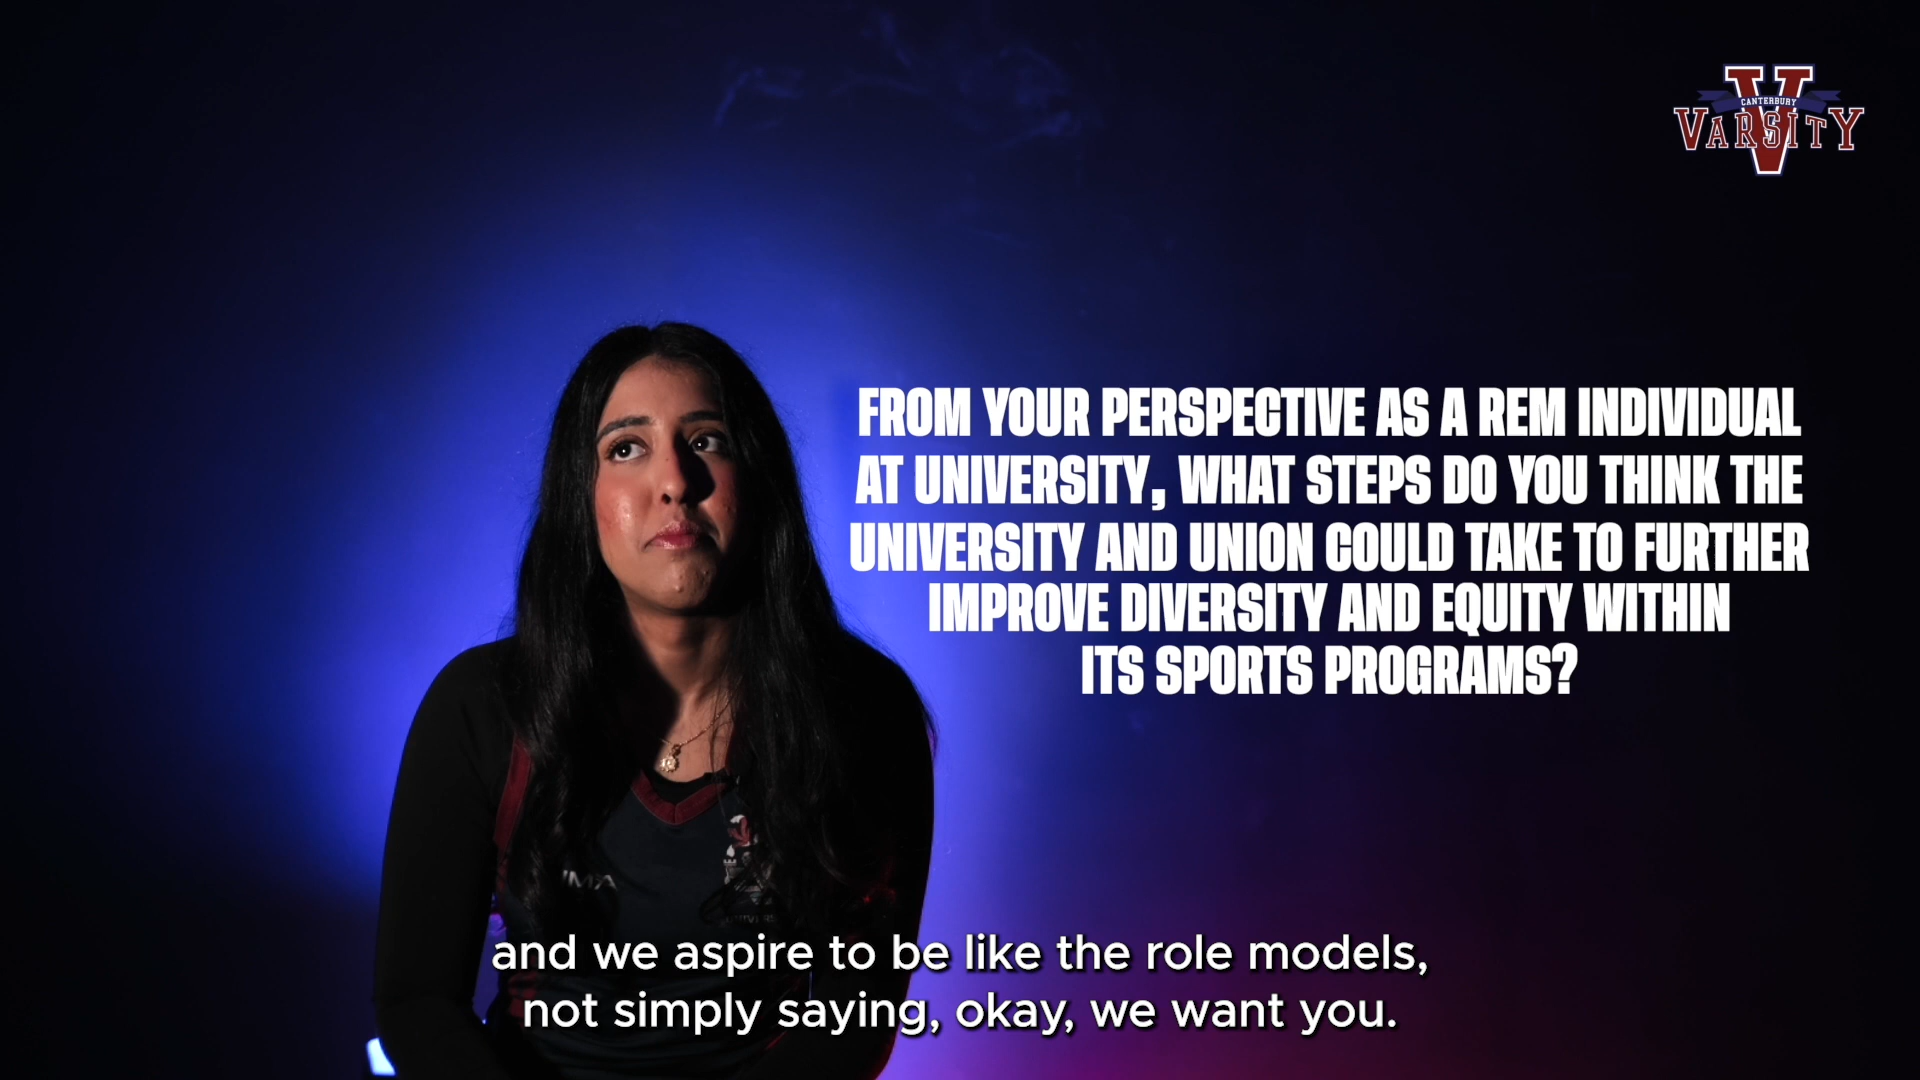 CANTERBURY
VARSITY
FROM YOUR PERSPECTIVE AS A REM INDIVIDUAL
AT UNIVERSITY, WHAT STEPS DO YOU THINK THE
UNIVERSITY AND UNION COULD TAKE TO FURTHER
IMPROVE DIVERSITY AND EQUITY WITHIN
ITS SPORTS PROGRAMS?
and we aspire to be like the role models,
not simply saying, okay, we want you.